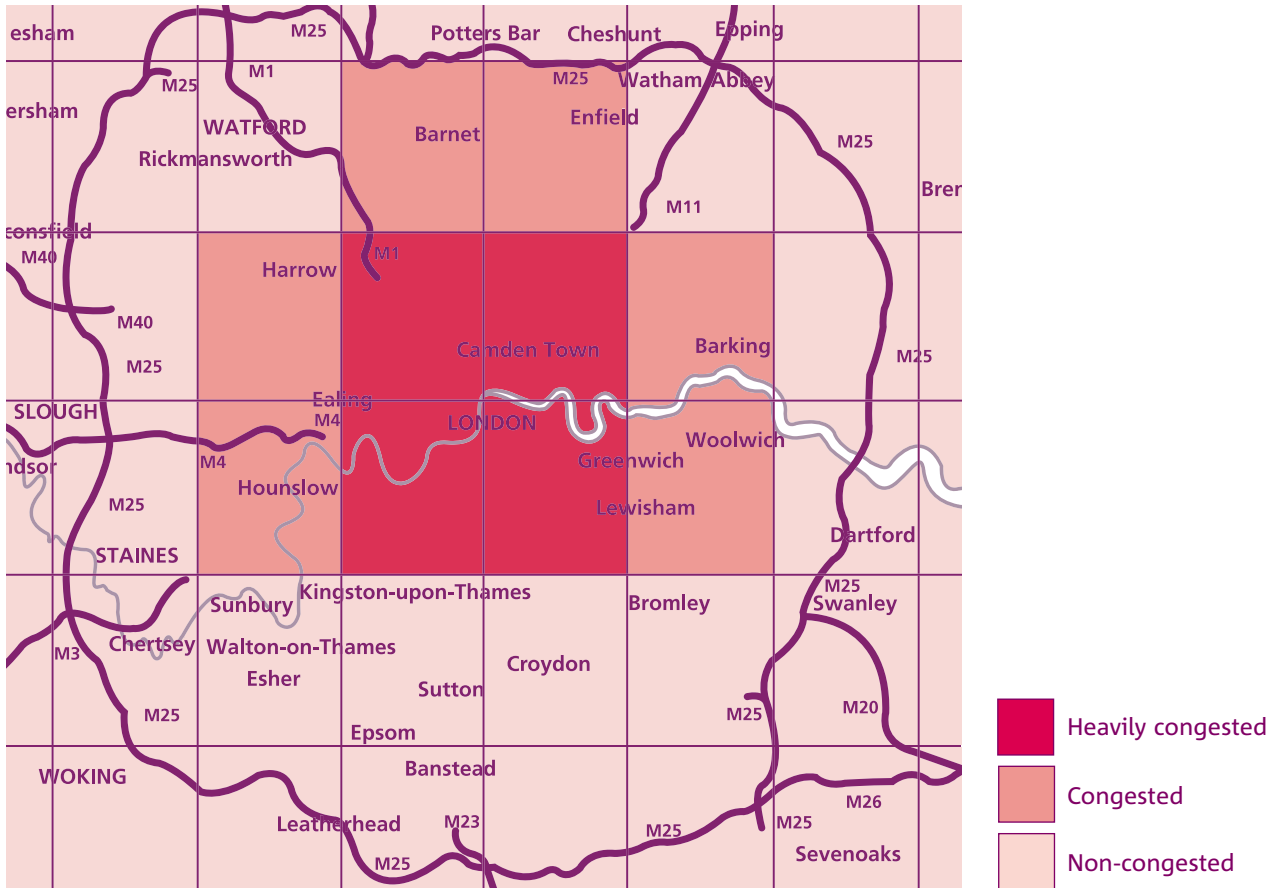 esham
M25
Potters Bar
Cheshunt
Epping
M1
M25
M25
Watham Abbey
ersham
WATFORD
Barnet
Enfield
M25
Rickmansworth
Brer
M11
consfield
M40
Harrow
M1
M40
Camden Town
Barking
M25
M25
Ealing
SLOUGH
M4
LONDON
Woolwich
M4
ndsor
Greenwich
Hounslow
M25
Lewisham
Dartford
STAINES
M25
Kingston-upon-Thames
Sunbury
Bromley
Swanley
Chertsey
Walton-on-Thames
M3
Croydon
Esher
Sutton
M25
M25
M20
Epsom
Heavily congested
WOKING
Banstead
Congested
M26
Leatherhead
M23
M25
M25
Sevenoaks
M25
Non-congested